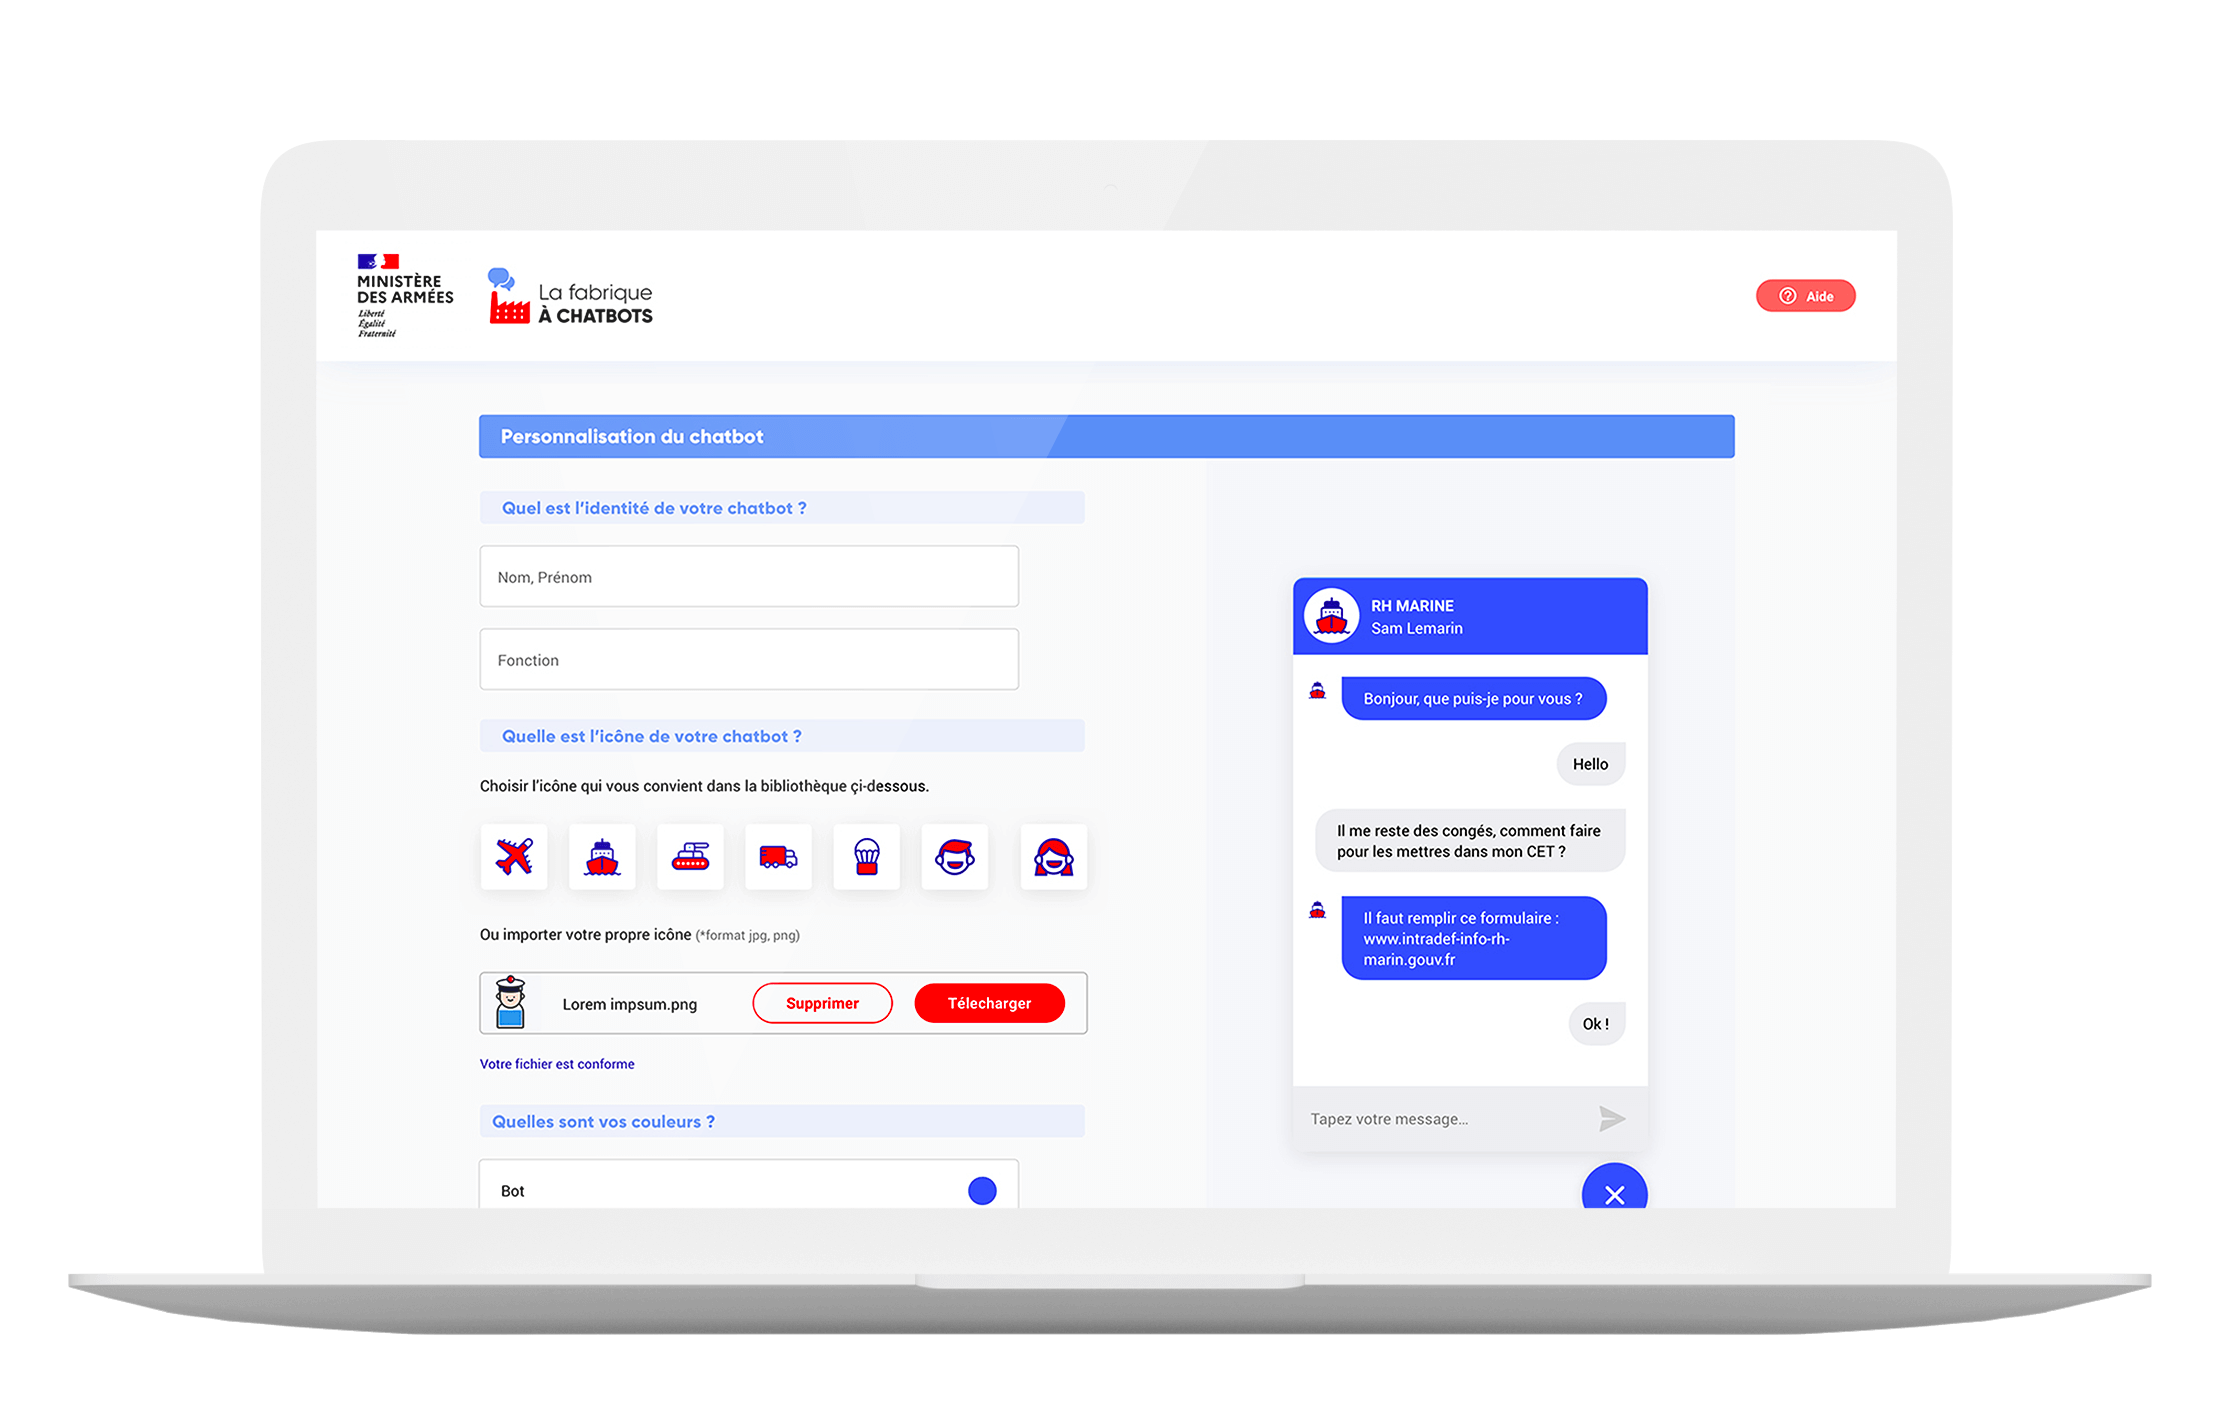 MINISTÈRE
DES ARMÉES
Liberté
Égalité
Fraternité
La fabrique
À CHATBOTS
Aide
Personnalisation du chatbot
Quel est l'identité de votre chatbot ?
Nom, Prénom
Fonction
Quelle est l'icône de votre chatbot ?
Choisir l'icône qui vous convient dans la bibliothèque çi-dessous.
Ou importer votre propre icône (*format jpg, png)
Lorem impsum.png
Supprimer
Télecharger
Votre fichier est conforme
Quelles sont vos couleurs ?
Bot
RH MARINE
Sam Lemarin
Bonjour, que puis-je pour vous ?
Hello
Il me reste des congés, comment faire
pour les mettres dans mon CET ?
Il faut remplir ce formulaire :
www.intradef-info-rh-
marin.gouv.fr
Ok !
Tapez votre message...